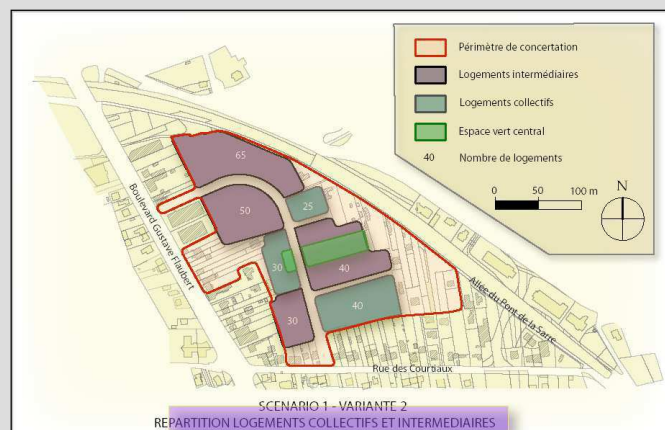 Périmètre de concertation
Logements intermédiaires
Logements collectifs
Espace vert central
40 Nombre de logements
0 50 100 m
N
65
50
25
30
40
30
40
Boulevard Gustave Flaubert
Allée du Pont de la Sarre
Rue des Courtiaux
SCENARIO 1 - VARIANTE 2
REPARTITION LOGEMENTS COLLECTIFS ET INTERMEDIAIRES